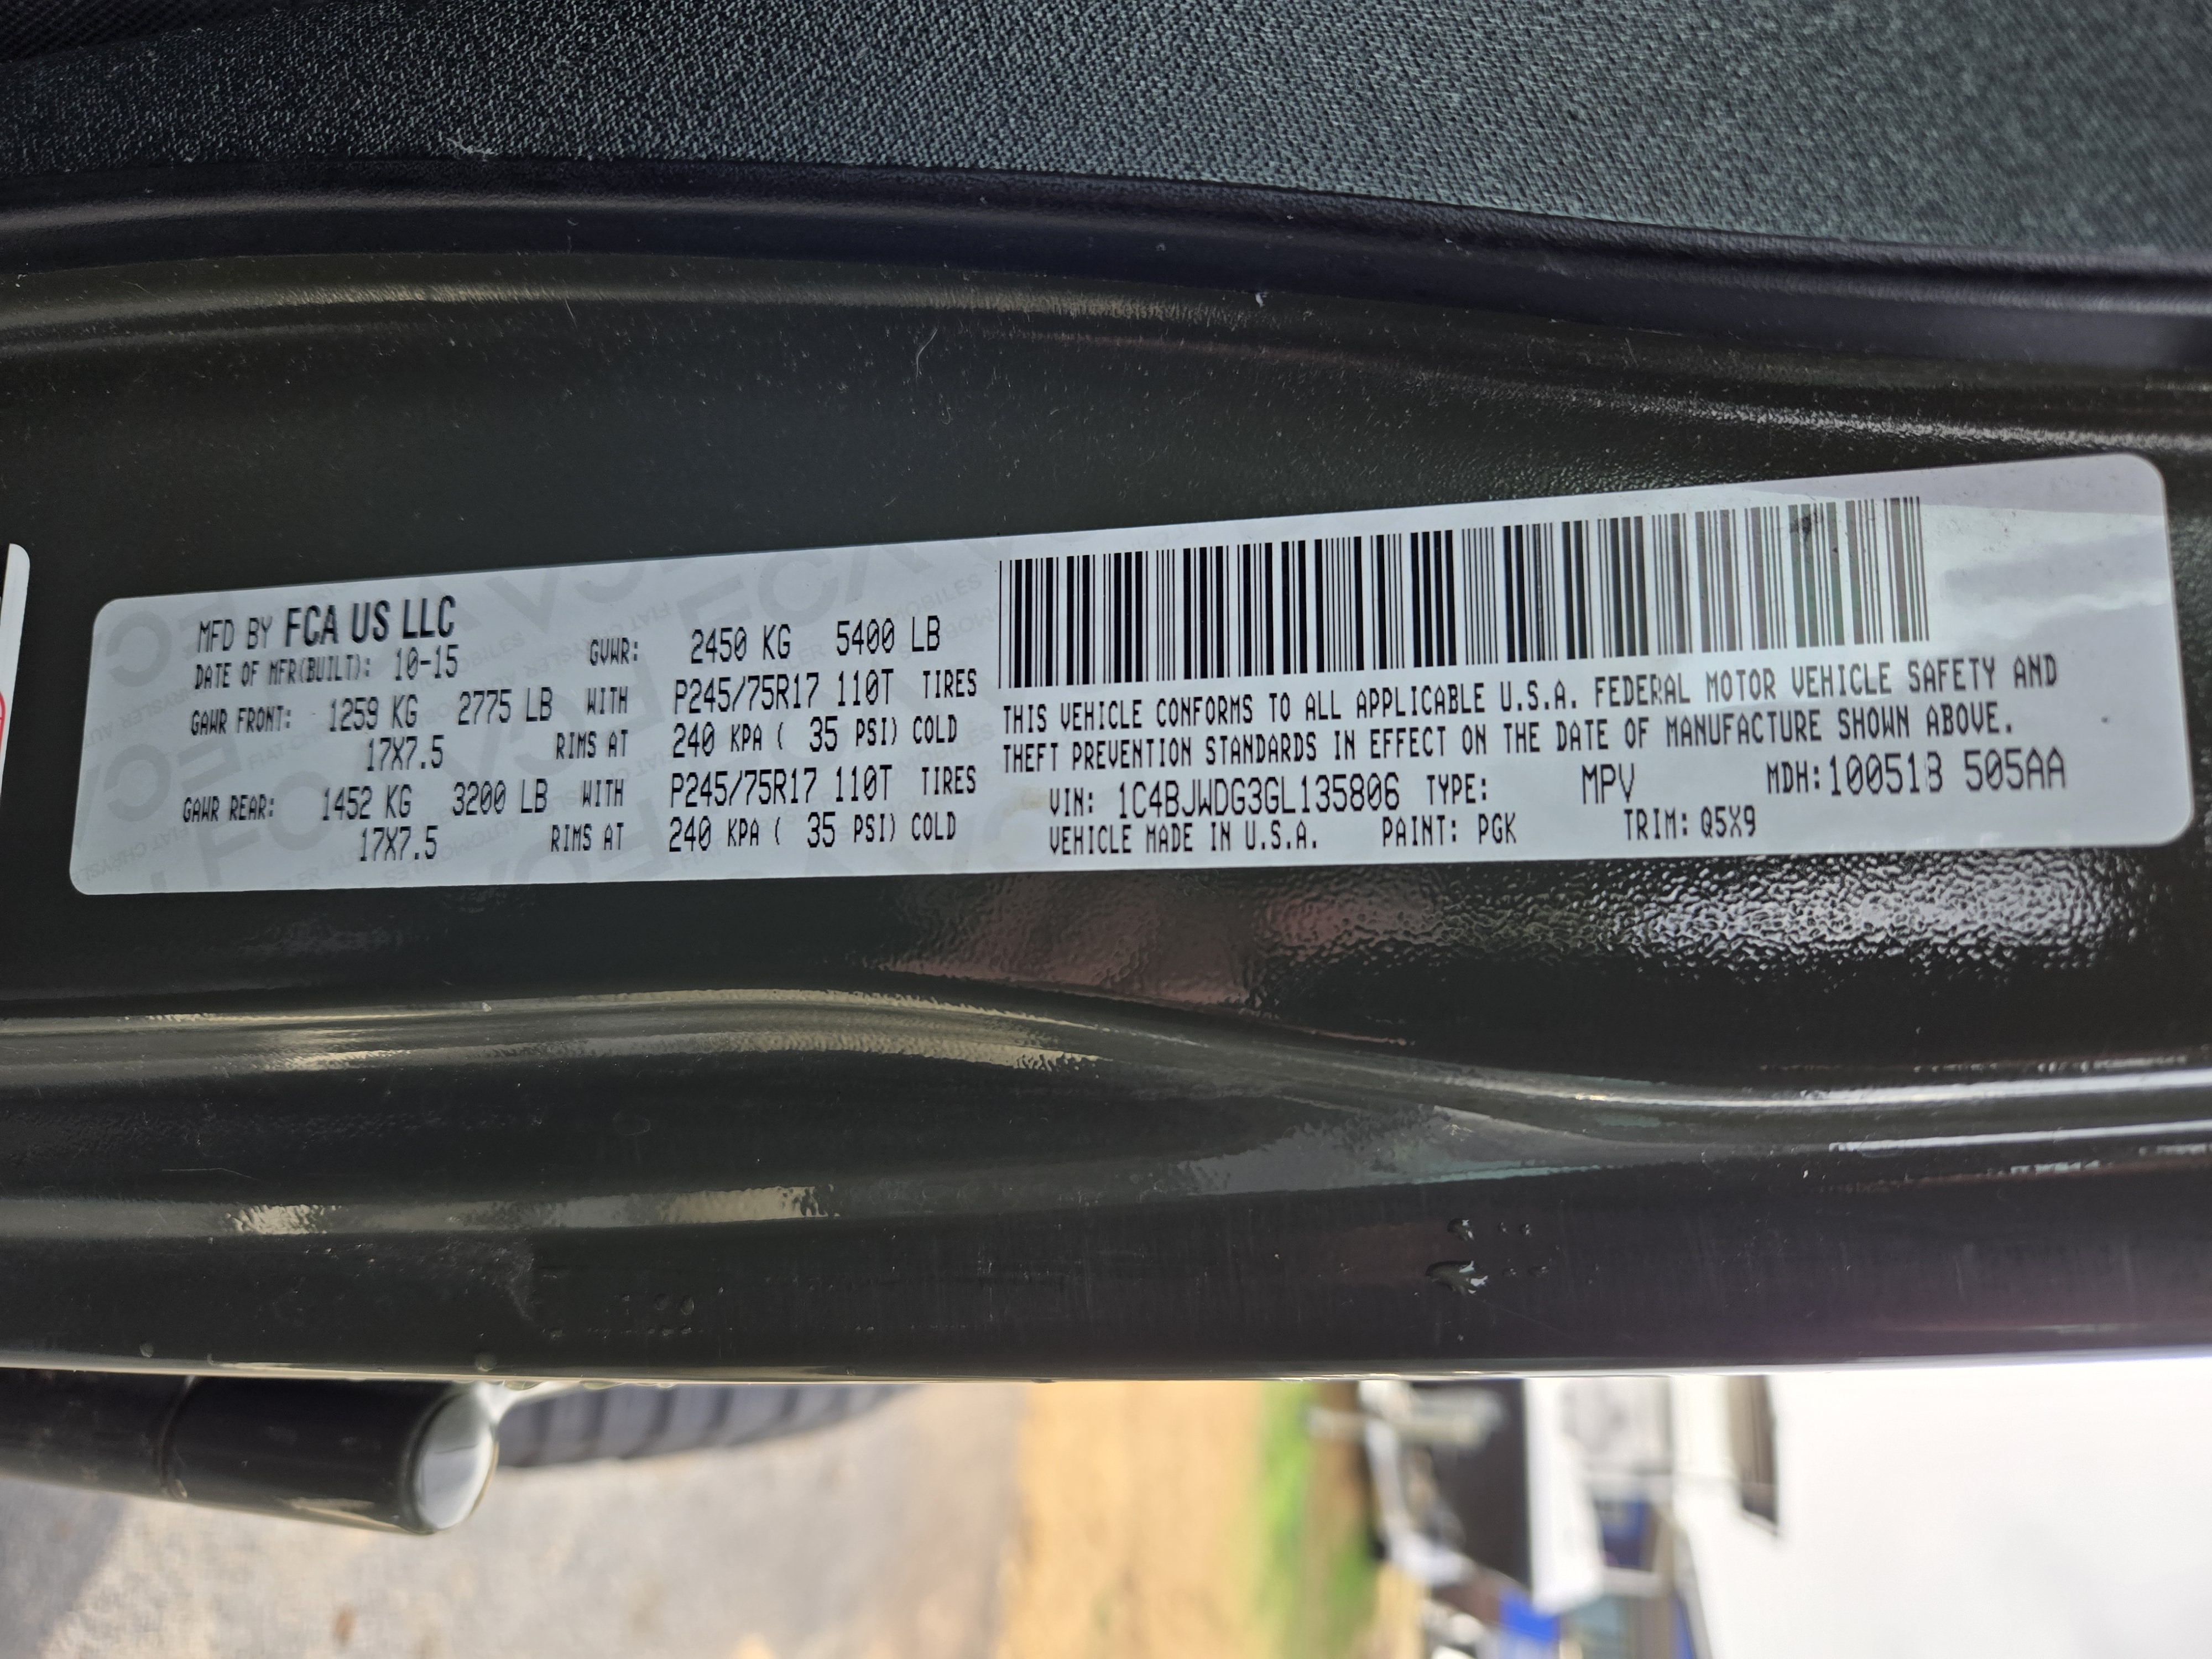 MFD BY FCA US LLC
DATE OF MFR(BUILT): 10-15 GVWR: 2450 KG 5400 LB
GAWR FRONT: 1259 KG 2775 LB WITH P245/75R17 110T TIRES
17X7.5 RIMS AT 240 KPA ( 35 PSI) COLD
GAWR REAR: 1452 KG 3200 LB WITH P245/75R17 110T TIRES
17X7.5 RIMS AT 240 KPA ( 35 PSI) COLD
THIS VEHICLE CONFORMS TO ALL APPLICABLE U.S.A. FEDERAL MOTOR VEHICLE SAFETY AND
THEFT PREVENTION STANDARDS IN EFFECT ON THE DATE OF MANUFACTURE SHOWN ABOVE.
VIN: 1C4BJWDG3GL135806 TYPE: MPV MDH: 505AA
VEHICLE MADE IN U.S.A. PAINT: PGK TRIM: Q5X9